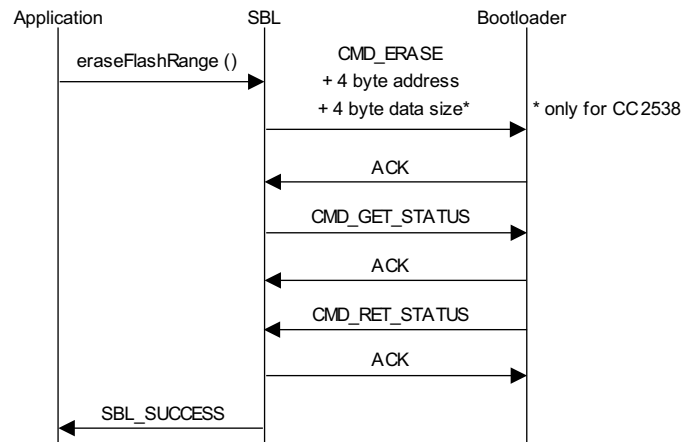 Application SBL Bootloader
eraseFlashRange ()
CMD_ERASE
+ 4 byte address
+ 4 byte data size*
* only for CC2538
ACK
CMD_GET_STATUS
ACK
CMD_RET_STATUS
ACK
SBL_SUCCESS